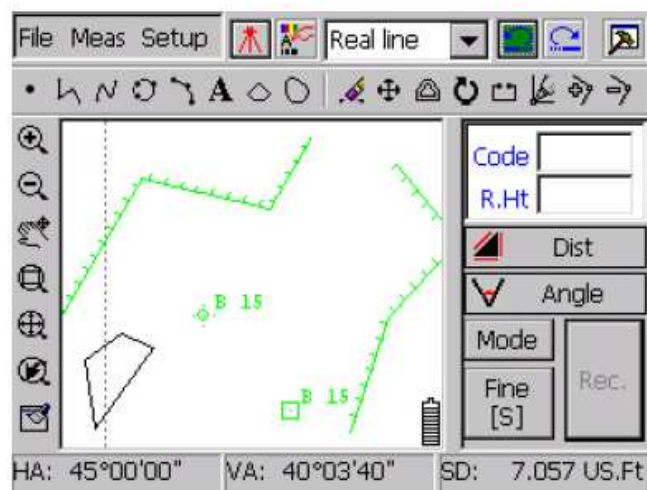 File Meas Setup Real line
A
Code
R.Ht
Dist
Angle
B 15
Mode
Rec.
Fine
[S]
B 15
HA: 45°00'00" VA: 40°03'40" SD: 7.057 US.Ft